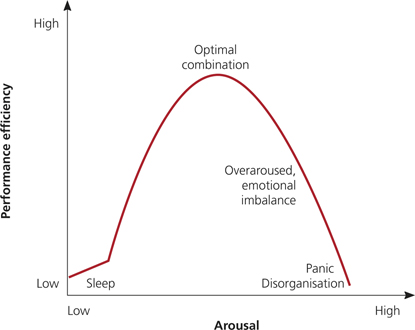 High
Optimal
combination
Performance efficiency
Overaroused,
emotional
imbalance
Panic
Disorganisation
Low
Sleep
Low
High
Arousal